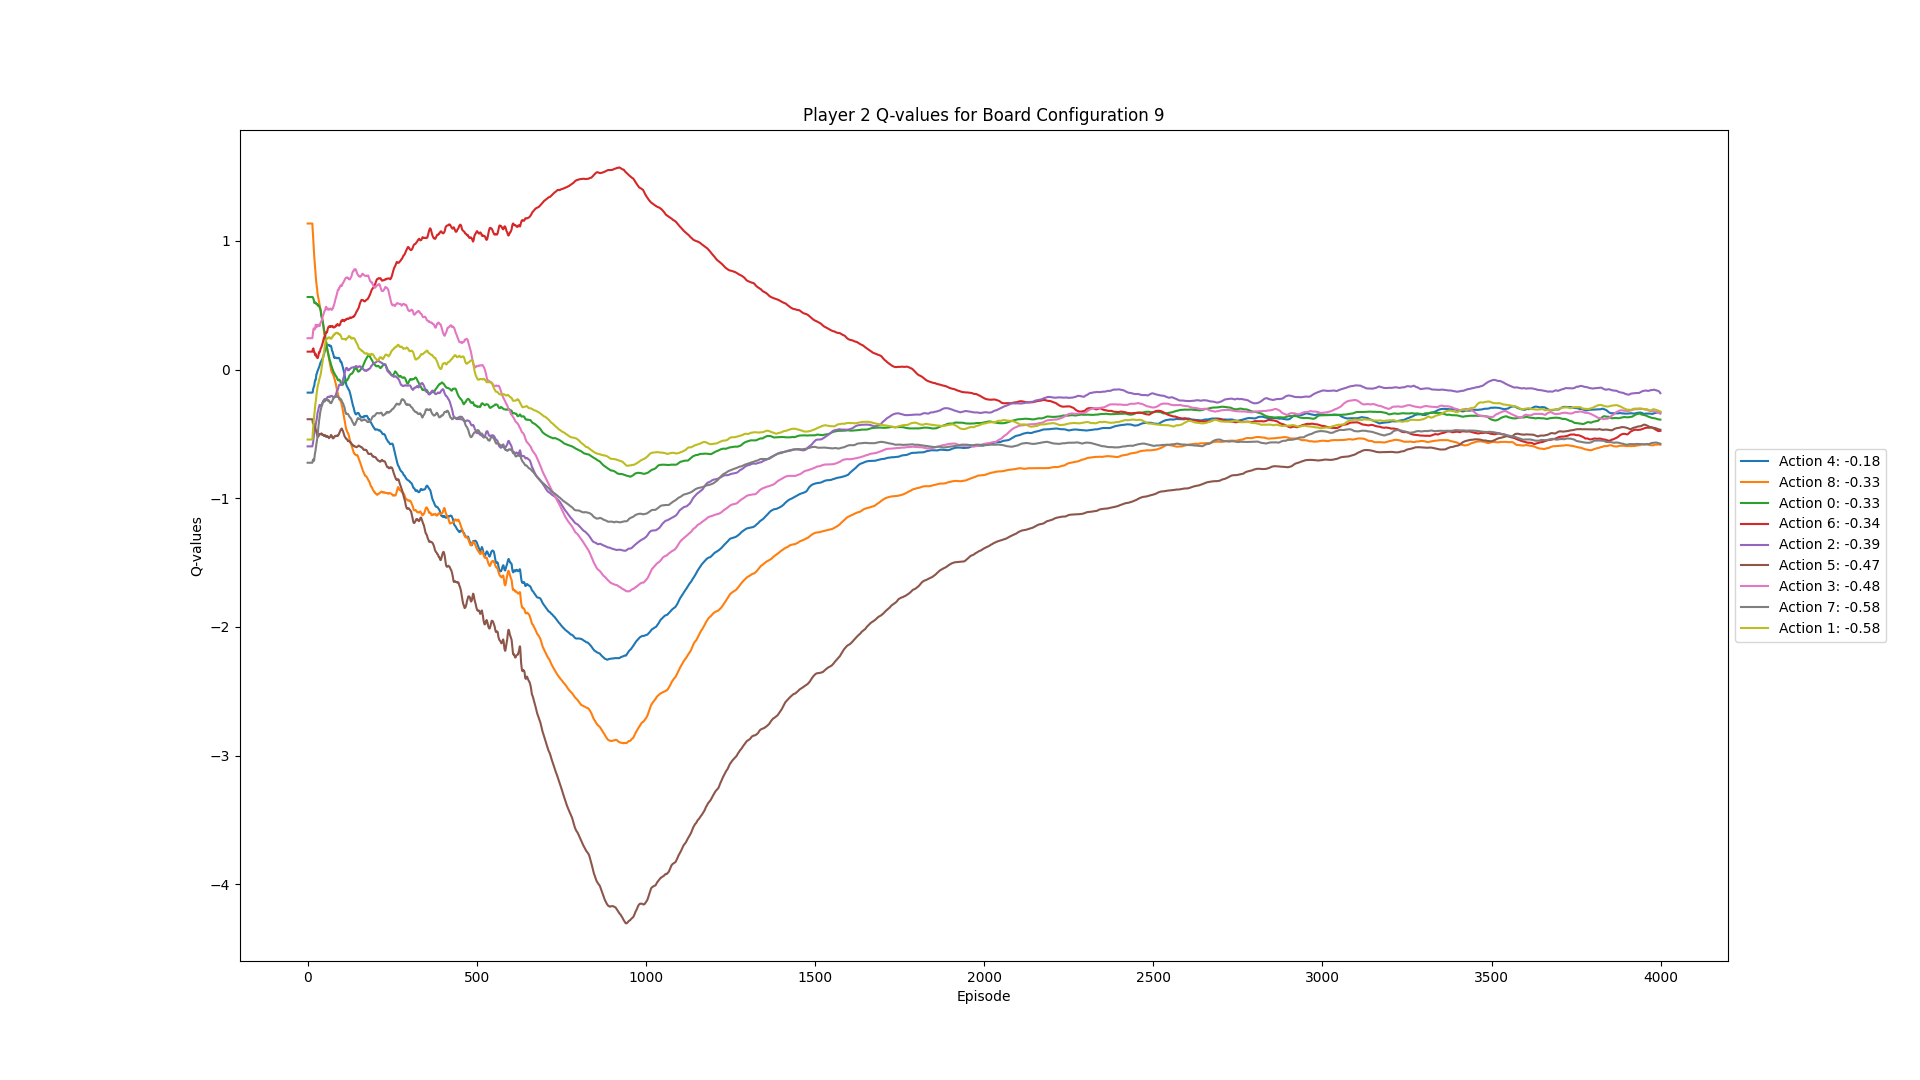 Player 2 Q-values for Board Configuration 9
Q-values
1
0
−1
−2
−3
−4
0
500
1000
1500
2000
2500
3000
3500
4000
Episode
Action 4: -0.18
Action 8: -0.33
Action 0: -0.33
Action 6: -0.34
Action 2: -0.39
Action 5: -0.47
Action 3: -0.48
Action 7: -0.58
Action 1: -0.58